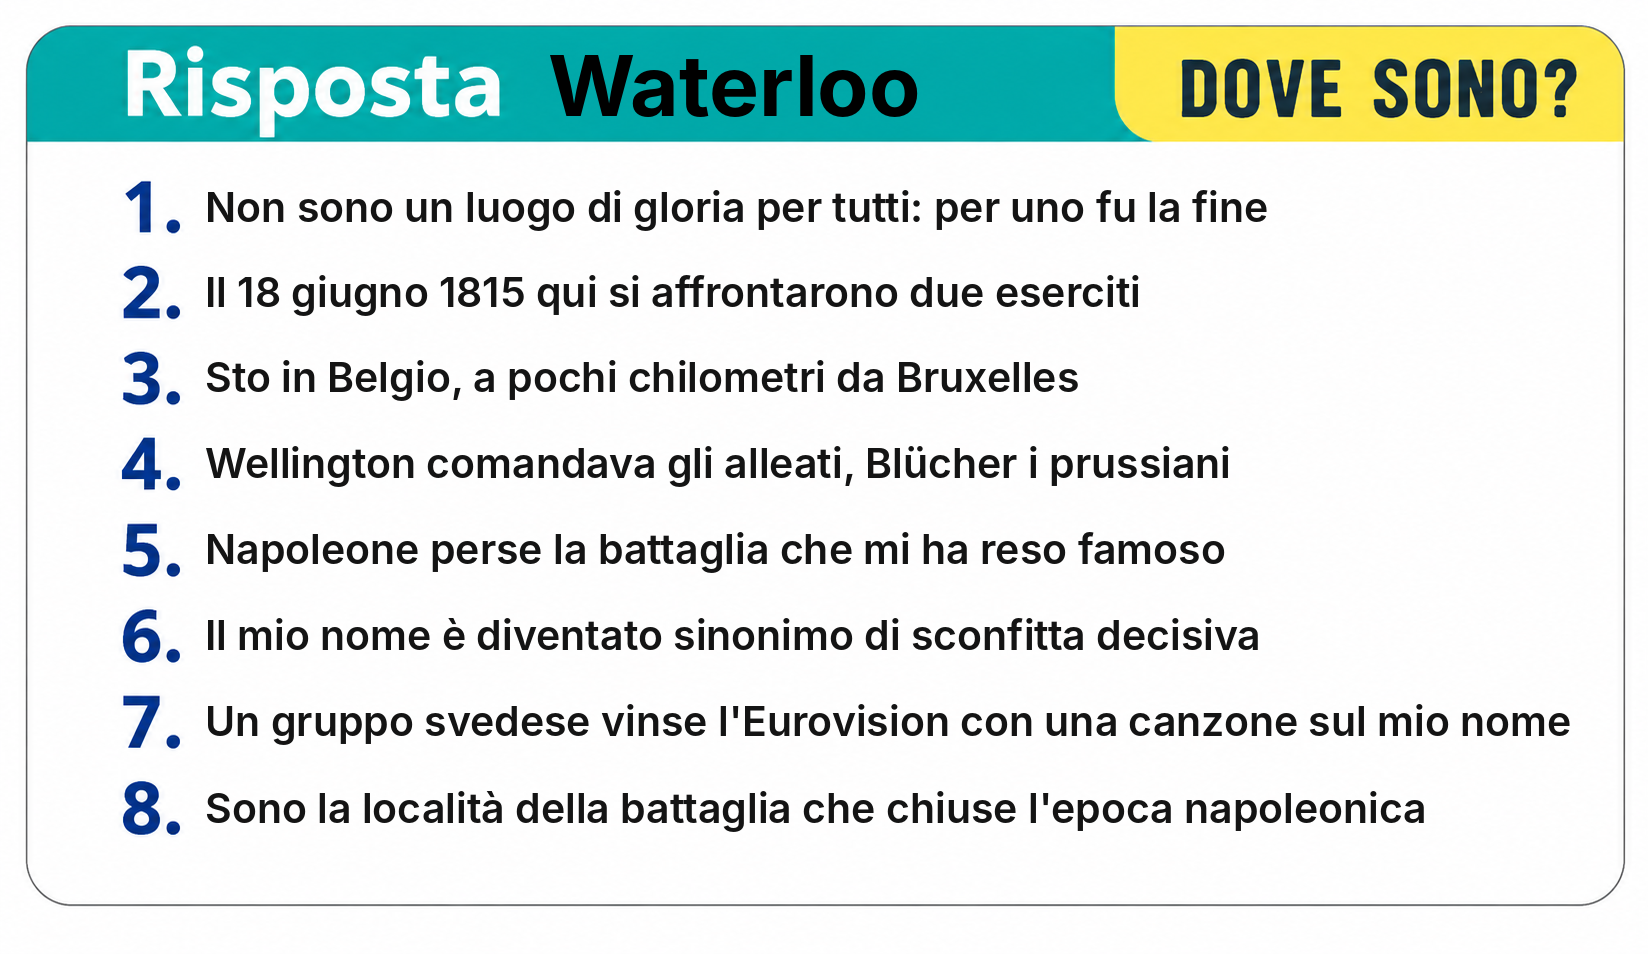 Risposta Waterloo DOVE SONO?
1. Non sono un luogo di gloria per tutti: per uno fu la fine
2. Il 18 giugno 1815 qui si affrontarono due eserciti
3. Sto in Belgio, a pochi chilometri da Bruxelles
4. Wellington comandava gli alleati, Blücher i prussiani
5. Napoleone perse la battaglia che mi ha reso famoso
6. Il mio nome è diventato sinonimo di sconfitta decisiva
7. Un gruppo svedese vinse l'Eurovision con una canzone sul mio nome
8. Sono la località della battaglia che chiuse l'epoca napoleonica